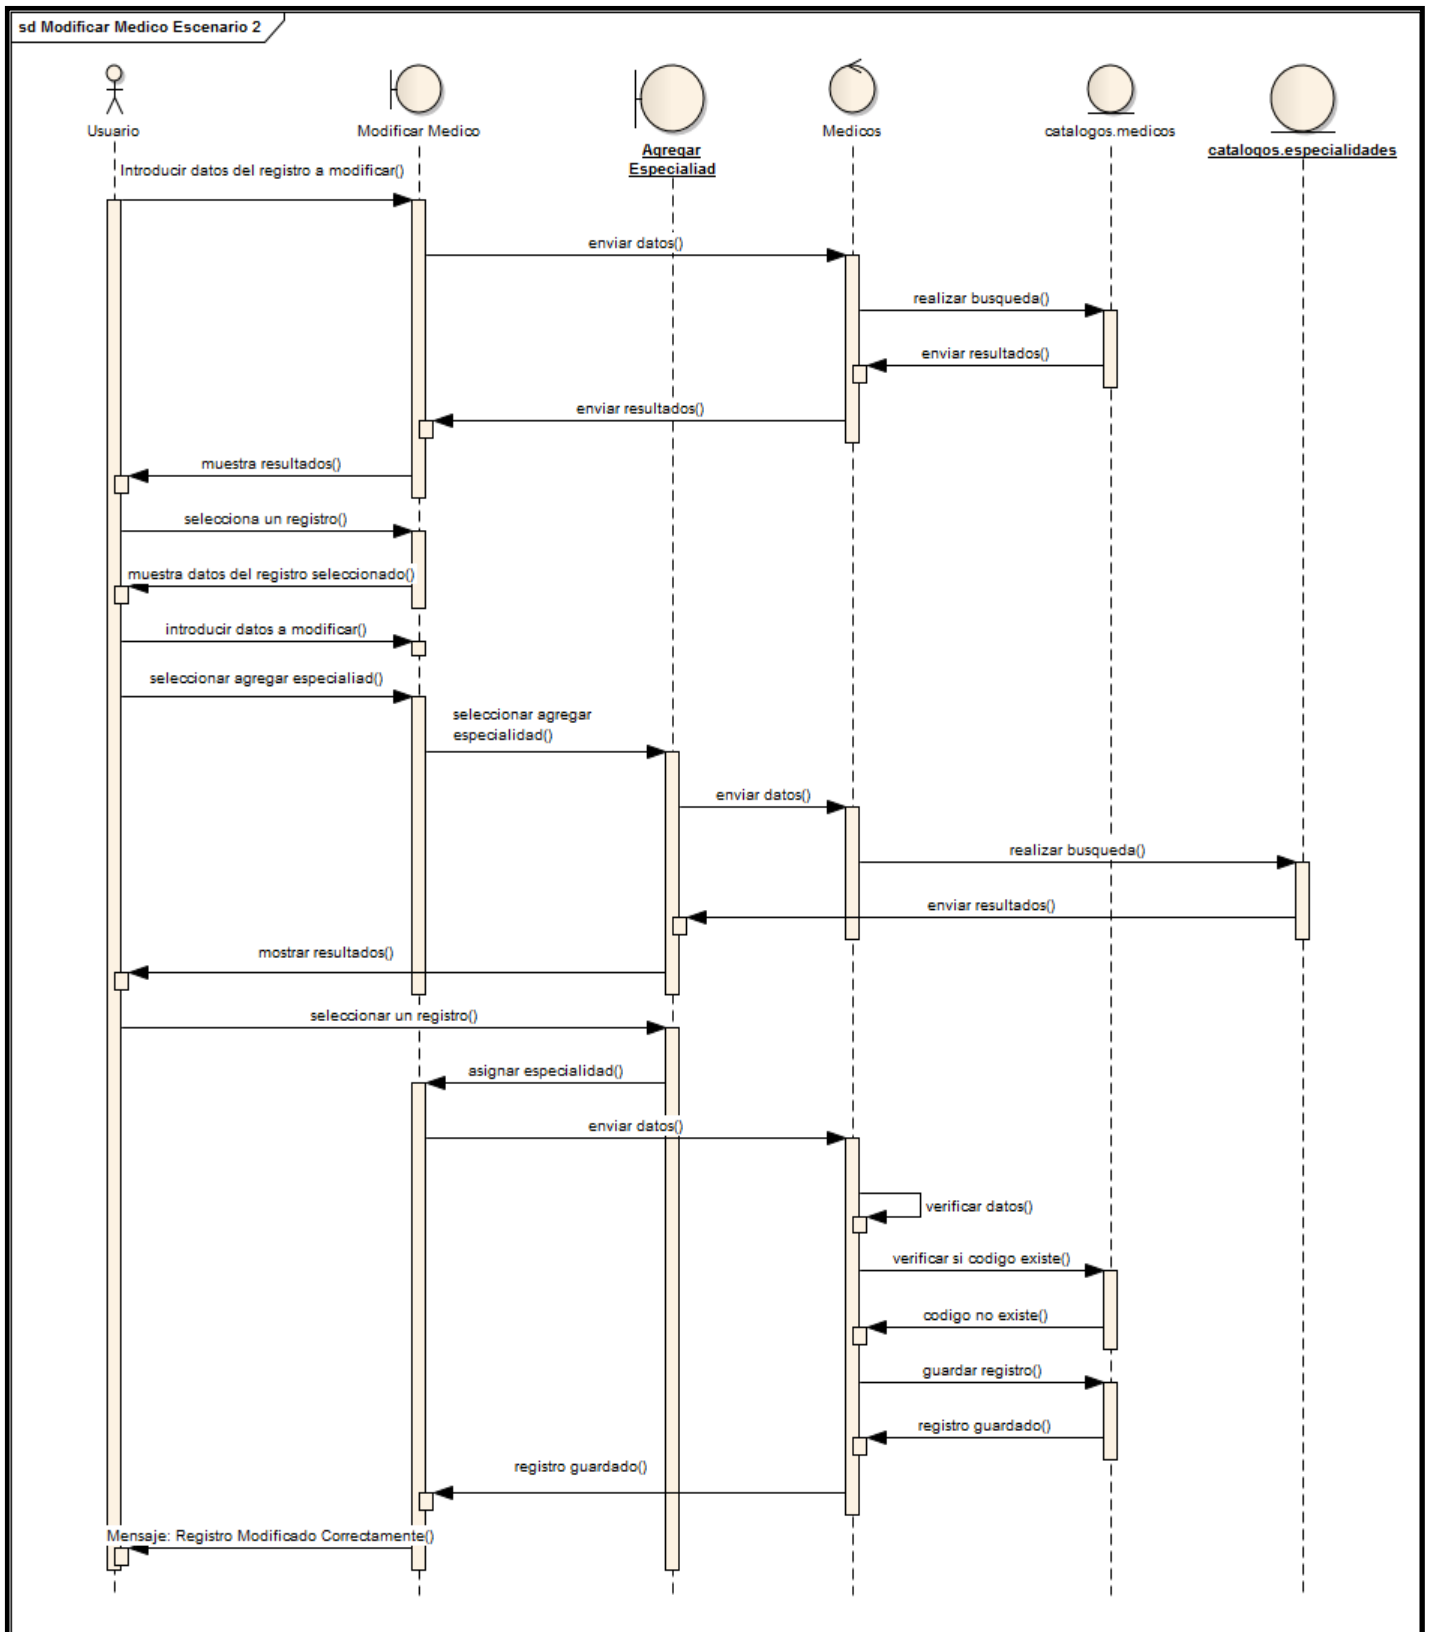 sd Modificar Medico Escenario 2
Usuario
Modificar Medico
Agregar
Especialiad
Medicos
catalogos.medicos
catalogos.especialidades
Introducir datos del registro a modificar()
enviar datos()
realizar busqueda()
enviar resultados()
enviar resultados()
muestra resultados()
selecciona un registro()
muestra datos del registro seleccionado()
introducir datos a modificar()
seleccionar agregar especialiad()
seleccionar agregar
especialidad()
enviar datos()
realizar busqueda()
enviar resultados()
mostrar resultados()
seleccionar un registro()
asignar especialidad()
enviar datos()
verificar datos()
verificar si codigo existe()
codigo no existe()
guardar registro()
registro guardado()
registro guardado()
Mensaje: Registro Modificado Correctamente()